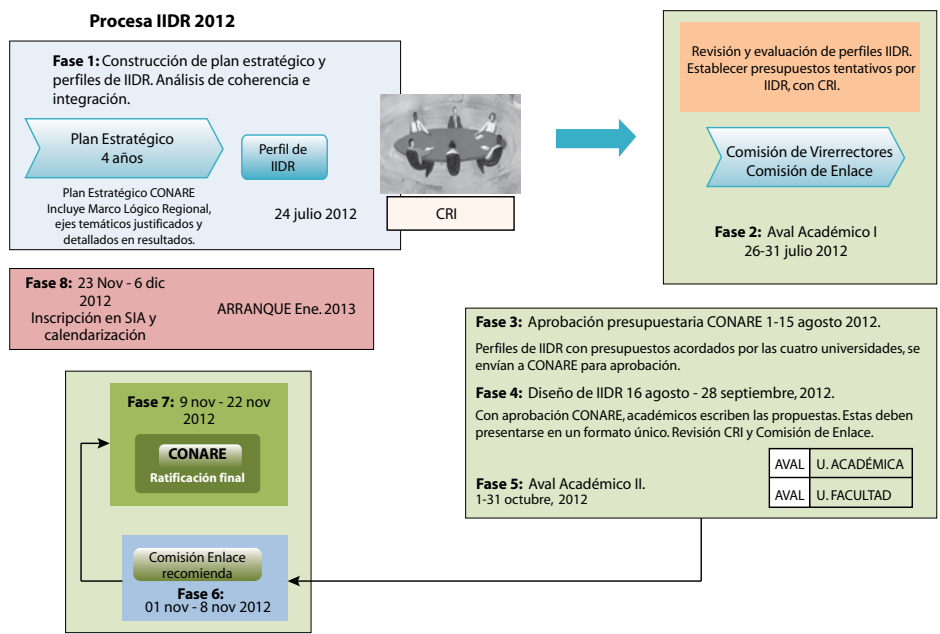 Procesa IIDR 2012
Fase 1: Construcción de plan estratégico y
perfiles de IIDR. Análisis de coherencia e
integración.
Plan Estratégico
4 años
Perfil de
IIDR
Plan Estratégico CONARE
Incluye Marco Lógico Regional,
ejes temáticos justificados y
detallados en resultados.
24 julio 2012
CRI
Revisión y evaluación de perfiles IIDR.
Establecer presupuestos tentativos por
IIDR, con CRI.
Comisión de Virerrectores
Comisión de Enlace
Fase 2: Aval Académico I
26-31 julio 2012
Fase 3: Aprobación presupuestaria CONARE 1-15 agosto 2012.
Perfiles de IIDR con presupuestos acordados por las cuatro universidades, se
envían a CONARE para aprobación.
Fase 4: Diseño de IIDR 16 agosto - 28 septiembre, 2012.
Con aprobación CONARE, académicos escriben las propuestas. Estas deben
presentarse en un formato único. Revisión CRI y Comisión de Enlace.
Fase 5: Aval Académico II.
1-31 octubre, 2012
AVAL U. ACADÉMICA
AVAL U. FACULTAD
Comisión Enlace
recomienda
Fase 6:
01 nov - 8 nov 2012
Fase 7: 9 nov - 22 nov
2012
CONARE
Ratificación final
Fase 8: 23 Nov - 6 dic
2012
Inscripción en SIA y
calendarización
ARRANQUE Ene. 2013